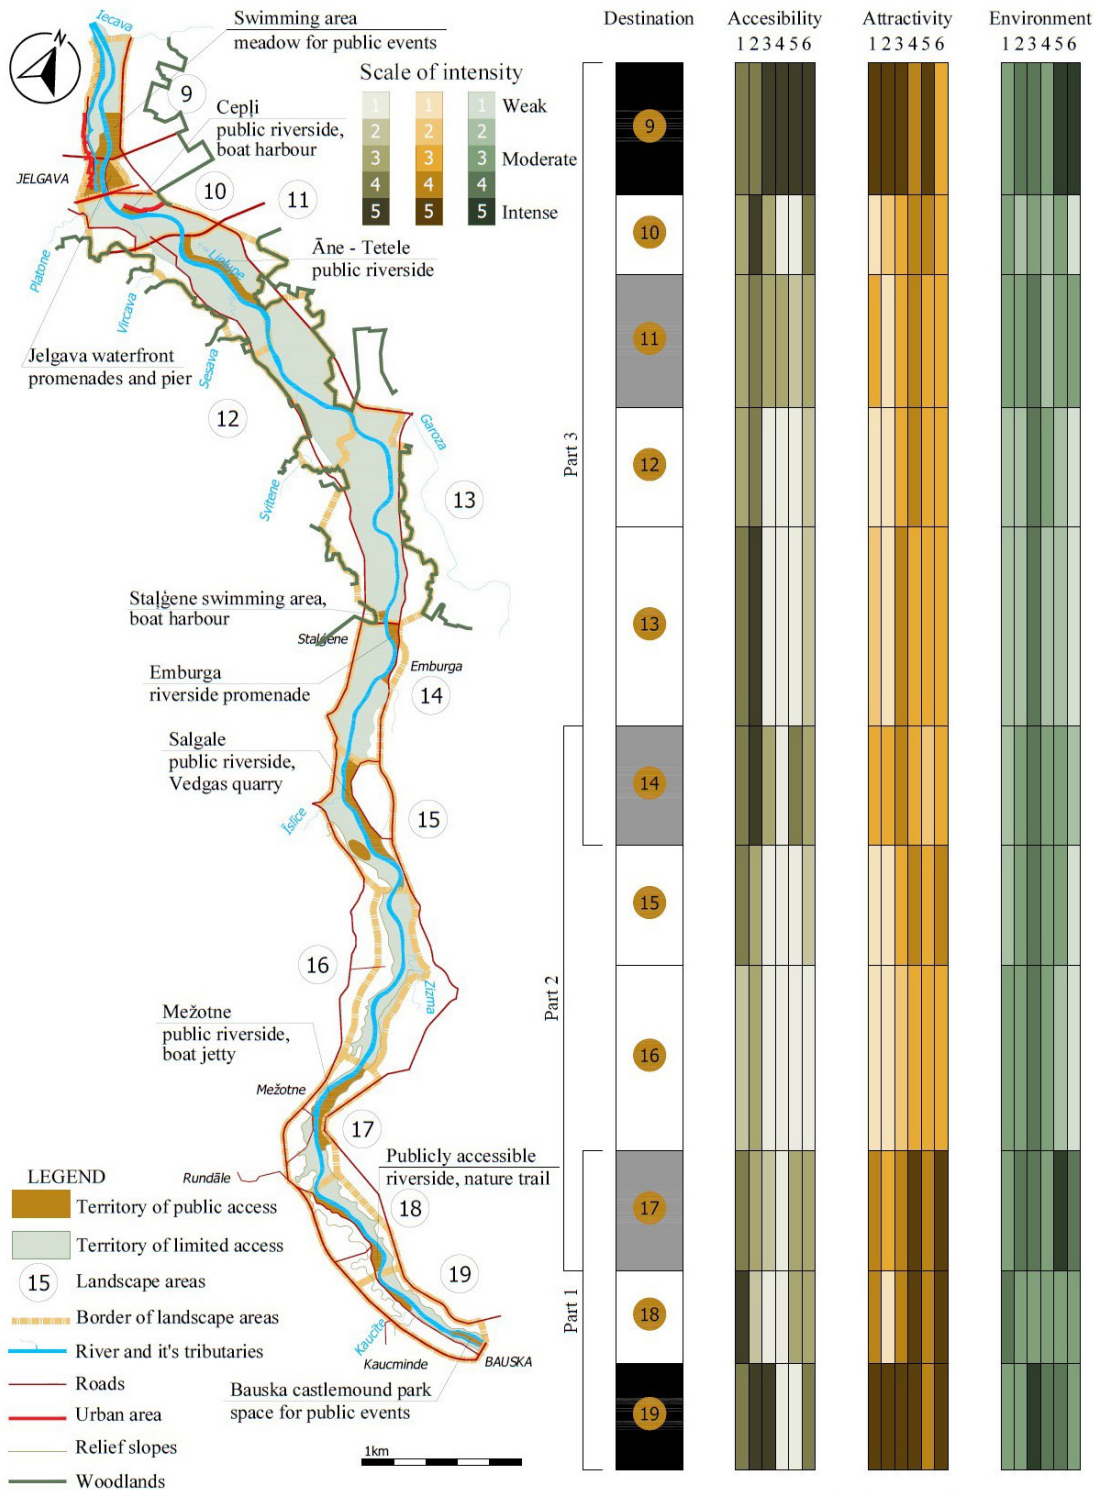 Iecava
Swimming area
meadow for public events
9
Cepļi
public riverside,
boat harbour
JELGAVA
10
11
Āne - Tetele
public riverside
Platone
Lielupe
Vircava
Sesava
Jelgava waterfront
promenades and pier
12
Garoza
Svitene
13
Staļģene swimming area,
boat harbour
Stalģene
Emburga
riverside promenade
Emburga
14
Salgale
public riverside,
Vedgas quarry
Īslīce
15
16
Zizma
Mežotne
public riverside,
boat jetty
Mežotne
17
Publicly accessible
riverside, nature trail
Rundāle
18
19
Kaucīte
Kaucminde
BAUSKA
Bauska castlemound park
space for public events
1km
Scale of intensity
1 1 1 Weak
2 2 2
3 3 3 Moderate
4 4 4
5 5 5 Intense
LEGEND
Territory of public access
Territory of limited access
15 Landscape areas
Border of landscape areas
River and it's tributaries
Roads
Urban area
Relief slopes
Woodlands
Destination Accesibility Attractivity Environment
1 2 3 4 5 6 1 2 3 4 5 6 1 2 3 4 5 6
9
10
11
Part 3
12
13
14
15
Part 2
16
17
Part 1
18
19